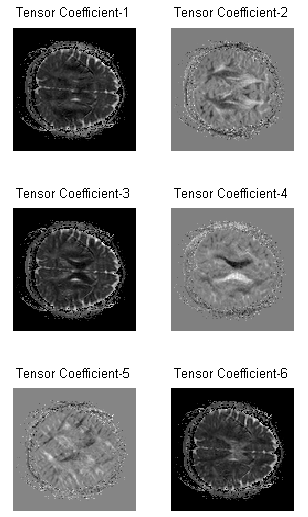 Tensor Coefficient-1
Tensor Coefficient-2
Tensor Coefficient-3
Tensor Coefficient-4
Tensor Coefficient-5
Tensor Coefficient-6